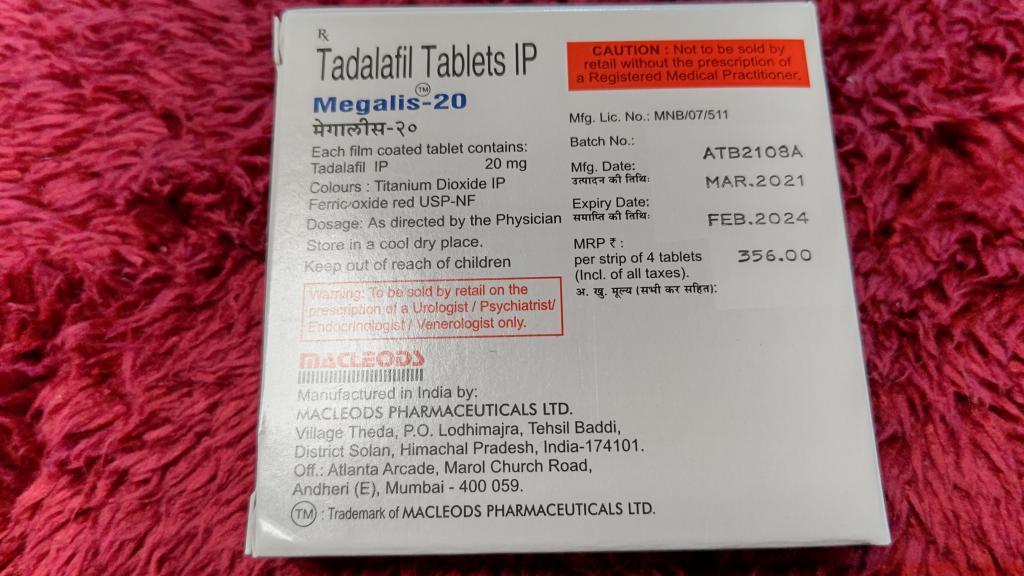 Rx
Tadalafil Tablets IP
Megalis™-20
मेगालीस-२०
Each film coated tablet contains:
Tadalafil IP 20 mg
Colours : Titanium Dioxide IP
Ferric oxide red USP-NF
Dosage: As directed by the Physician
Store in a cool dry place.
Keep out of reach of children
Warning: To be sold by retail on the
prescription of a Urologist / Psychiatrist/
Endocrinologist / Venerologist only.
MACLEODS
Manufactured in India by:
MACLEODS PHARMACEUTICALS LTD.
Village Theda, P.O. Lodhimajra, Tehsil Baddi,
District Solan, Himachal Pradesh, India-174101.
Off.: Atlanta Arcade, Marol Church Road,
Andheri (E), Mumbai - 400 059.
TM : Trademark of MACLEODS PHARMACEUTICALS LTD.
CAUTION : Not to be sold by
retail without the prescription of
a Registered Medical Practitioner.
Mfg. Lic. No.: MNB/07/511
Batch No.: ATB2108A
Mfg. Date: MAR.2021
उत्पादन की तिथि:
Expiry Date: FEB.2024
समाप्ति की तिथि:
MRP ₹ :
per strip of 4 tablets 356.00
(Incl. of all taxes).
अ. खु. मूल्य (सभी कर सहित):